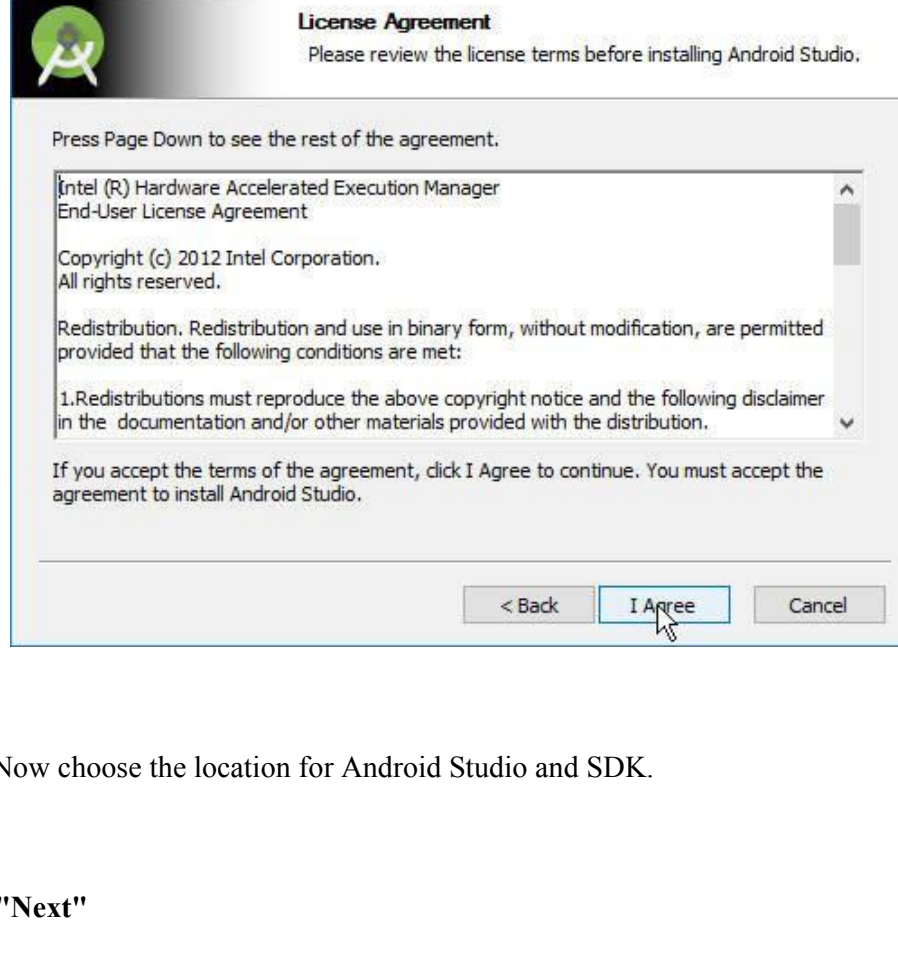 License Agreement
Please review the license terms before installing Android Studio.
Press Page Down to see the rest of the agreement.
Intel (R) Hardware Accelerated Execution Manager
End-User License Agreement
Copyright (c) 2012 Intel Corporation.
All rights reserved.
Redistribution. Redistribution and use in binary form, without modification, are permitted
provided that the following conditions are met:
1.Redistributions must reproduce the above copyright notice and the following disclaimer
in the documentation and/or other materials provided with the distribution.
If you accept the terms of the agreement, click I Agree to continue. You must accept the
agreement to install Android Studio.
< Back I Agree Cancel
Now choose the location for Android Studio and SDK.
"Next"